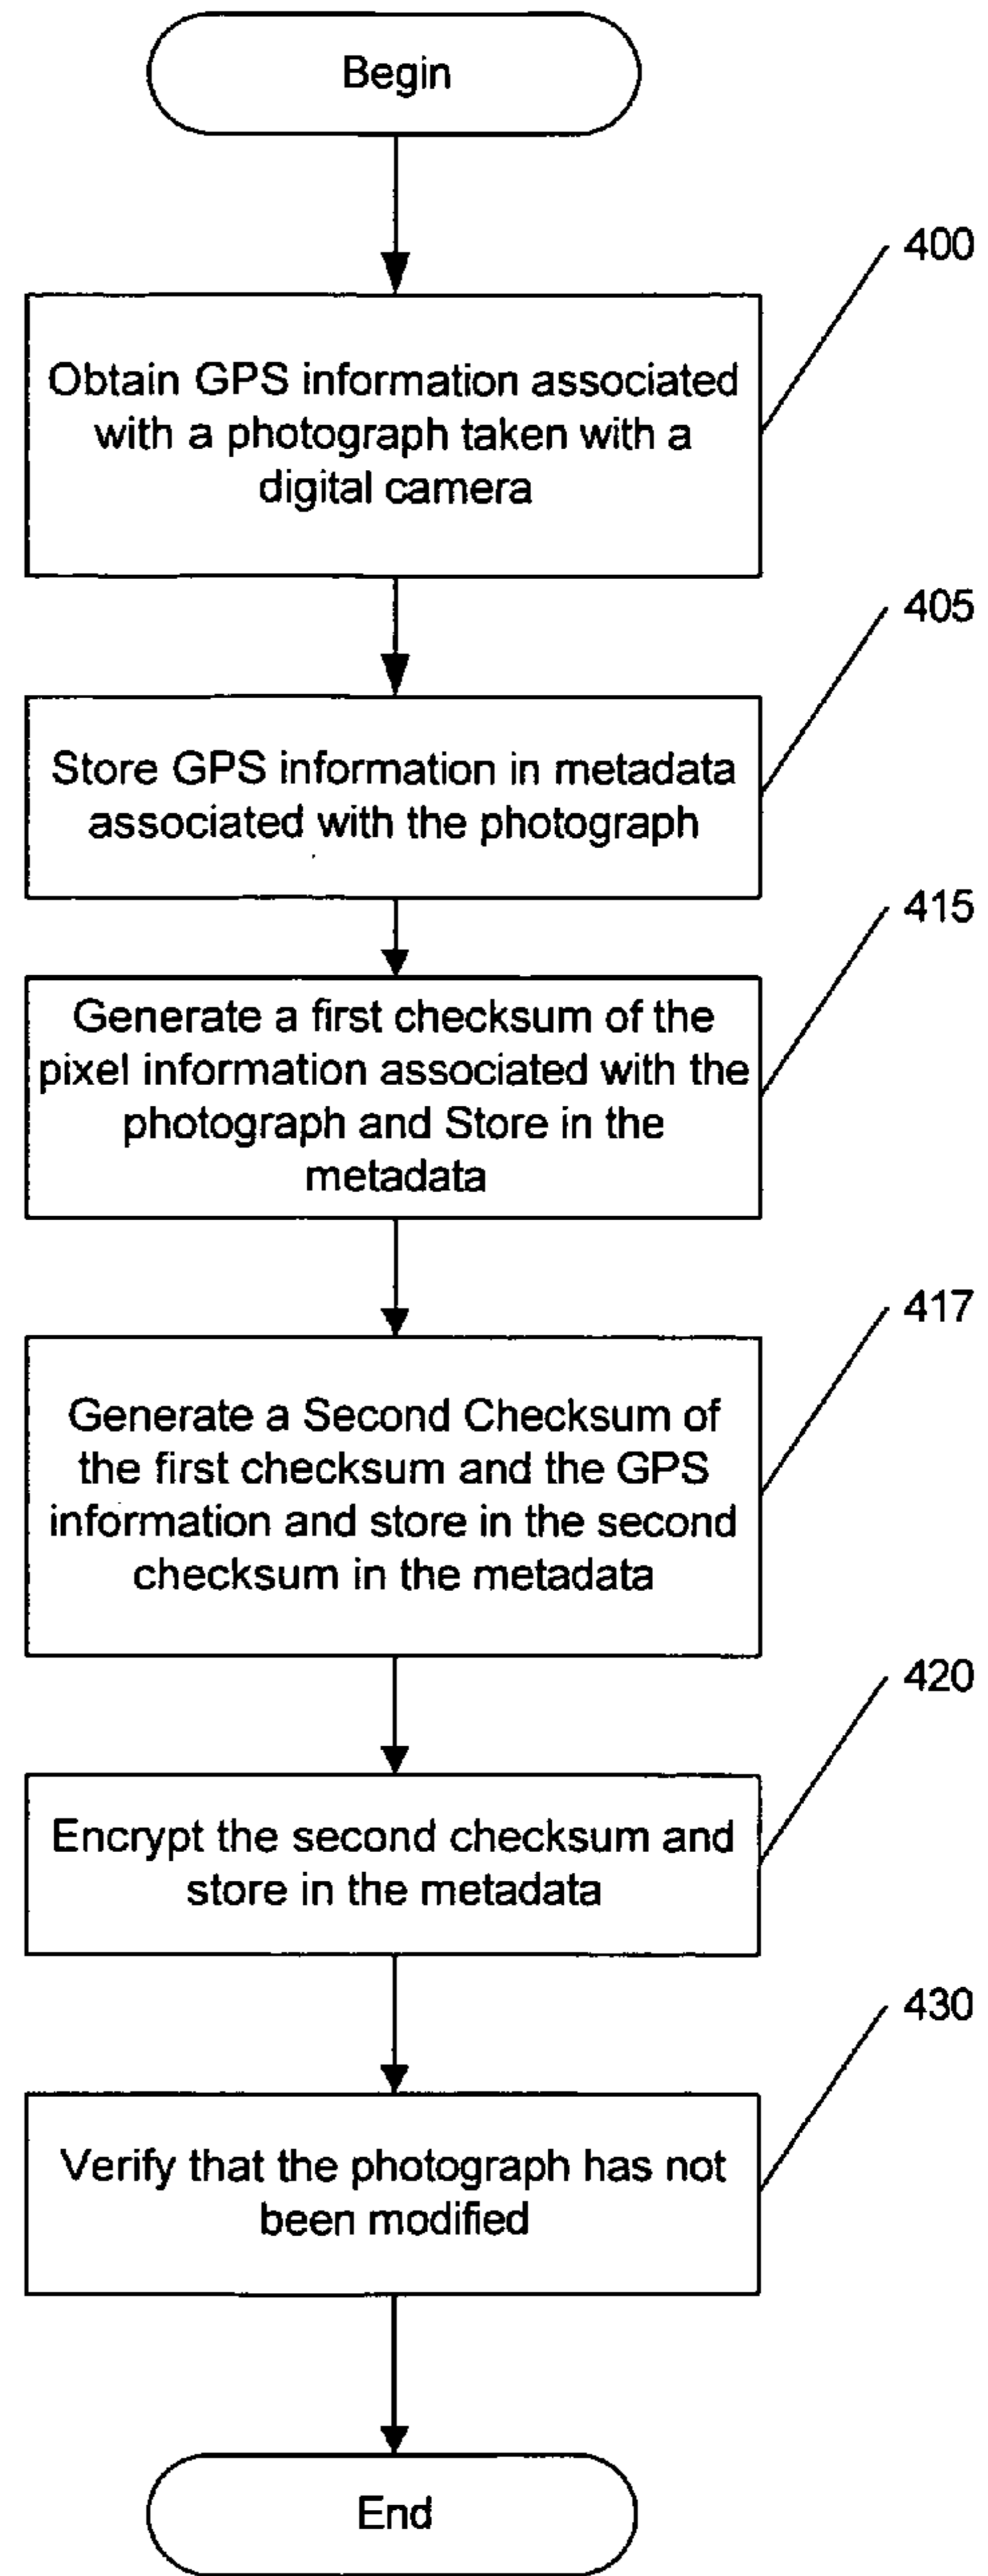 Begin
400
Obtain GPS information associated
with a photograph taken with a
digital camera
405
Store GPS information in metadata
associated with the photograph
415
Generate a first checksum of the
pixel information associated with the
photograph and Store in the
metadata
417
Generate a Second Checksum of
the first checksum and the GPS
information and store in the second
checksum in the metadata
420
Encrypt the second checksum and
store in the metadata
430
Verify that the photograph has not
been modified
End